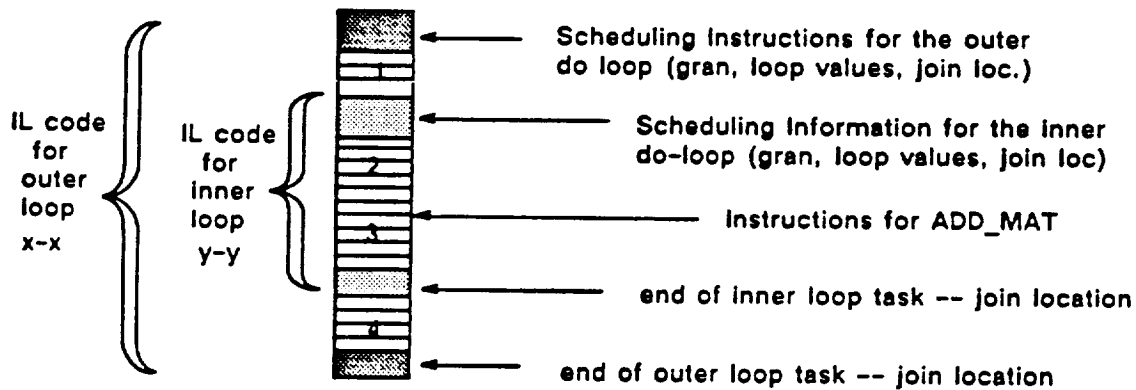 Scheduling Instructions for the outer
do loop (gran, loop values, join loc.)
1
IL code
for
outer
loop
x-x
IL code
for
inner
loop
y-y
Scheduling Information for the inner
do-loop (gran, loop values, join loc)
2
Instructions for ADD_MAT
3
end of inner loop task -- join location
end of outer loop task -- join location